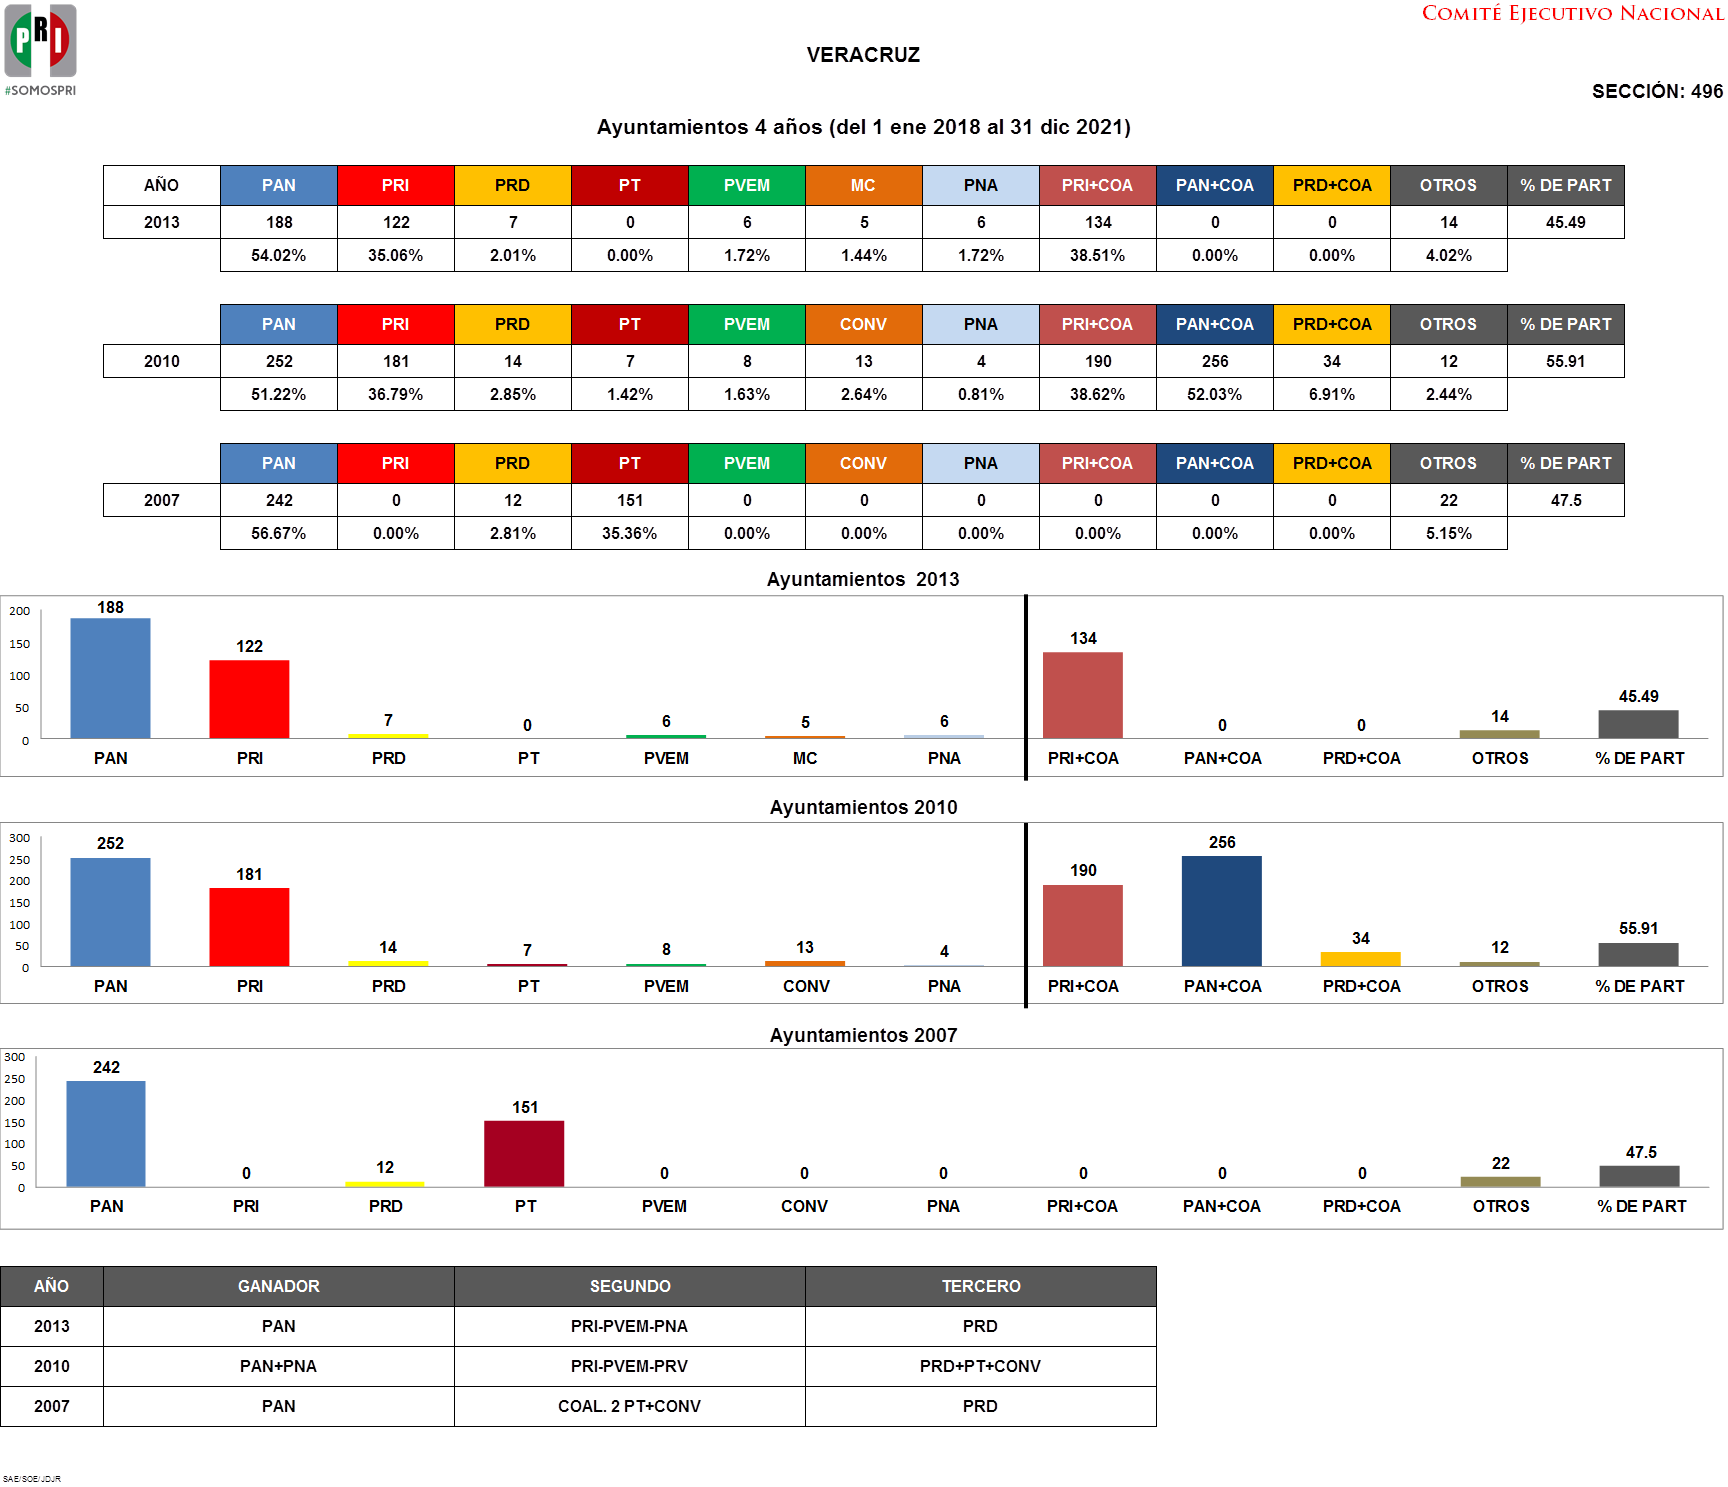 PRI
#SOMOSPRI
COMITÉ EJECUTIVO NACIONAL
VERACRUZ
SECCIÓN: 496
Ayuntamientos 4 años (del 1 ene 2018 al 31 dic 2021)
AÑO PAN PRI PRD PT PVEM MC PNA PRI+COA PAN+COA PRD+COA OTROS % DE PART
2013 188 122 7 0 6 5 6 134 0 0 14 45.49
54.02% 35.06% 2.01% 0.00% 1.72% 1.44% 1.72% 38.51% 0.00% 0.00% 4.02%
PAN PRI PRD PT PVEM CONV PNA PRI+COA PAN+COA PRD+COA OTROS % DE PART
2010 252 181 14 7 8 13 4 190 256 34 12 55.91
51.22% 36.79% 2.85% 1.42% 1.63% 2.64% 0.81% 38.62% 52.03% 6.91% 2.44%
PAN PRI PRD PT PVEM CONV PNA PRI+COA PAN+COA PRD+COA OTROS % DE PART
2007 242 0 12 151 0 0 0 0 0 0 22 47.5
56.67% 0.00% 2.81% 35.36% 0.00% 0.00% 0.00% 0.00% 0.00% 0.00% 5.15%
Ayuntamientos 2013
200
150
100
50
0
188 122 7 0 6 5 6 134 0 0 14 45.49
PAN PRI PRD PT PVEM MC PNA PRI+COA PAN+COA PRD+COA OTROS % DE PART
Ayuntamientos 2010
300
250
200
150
100
50
0
252 181 14 7 8 13 4 190 256 34 12 55.91
PAN PRI PRD PT PVEM CONV PNA PRI+COA PAN+COA PRD+COA OTROS % DE PART
Ayuntamientos 2007
300
250
200
150
100
50
0
242 0 12 151 0 0 0 0 0 0 22 47.5
PAN PRI PRD PT PVEM CONV PNA PRI+COA PAN+COA PRD+COA OTROS % DE PART
AÑO GANADOR SEGUNDO TERCERO
2013 PAN PRI-PVEM-PNA PRD
2010 PAN+PNA PRI-PVEM-PRV PRD+PT+CONV
2007 PAN COAL. 2 PT+CONV PRD
SAE/SOE/JDJR